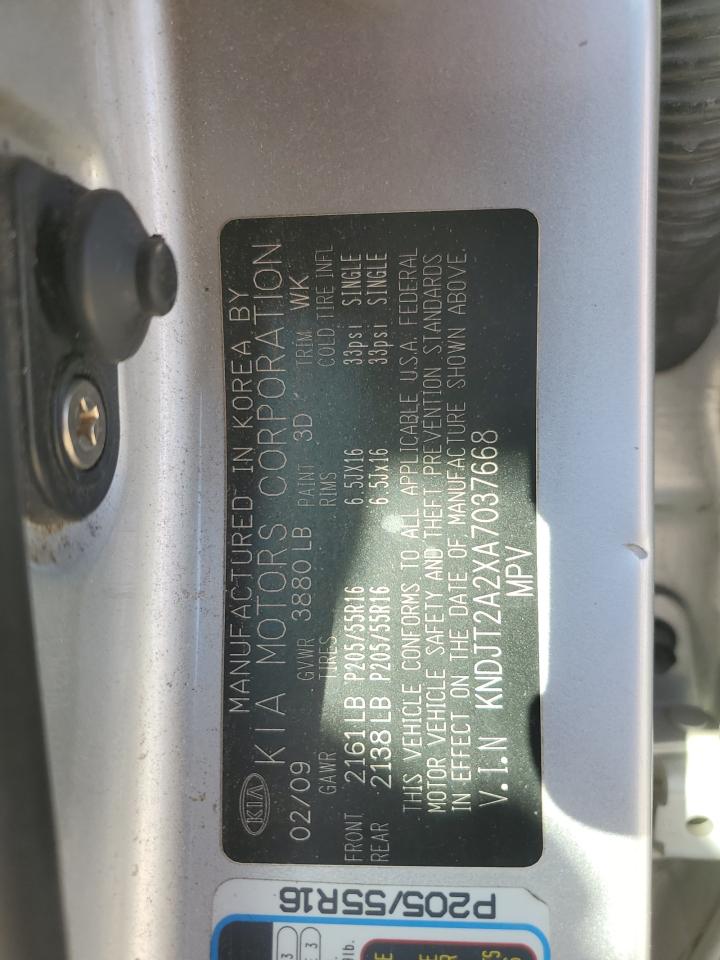 MANUFACTURED IN KOREA BY
KIA KIA MOTORS CORPORATION
02/09 GVWR 3880 LB PAINT 3D TRIM WK
GAWR TIRES RIMS COLD TIRE INFL
FRONT 2161 LB P205/55R16 6.5JX16 33psi SINGLE
REAR 2138 LB P205/55R16 6.5JX16 33psi SINGLE
THIS VEHICLE CONFORMS TO ALL APPLICABLE U.S.A. FEDERAL
MOTOR VEHICLE SAFETY AND THEFT PREVENTION STANDARDS
IN EFFECT ON THE DATE OF MANUFACTURE SHOWN ABOVE.
V.I.N KNDJT2A2XA7037668
MPV
P205/55R16